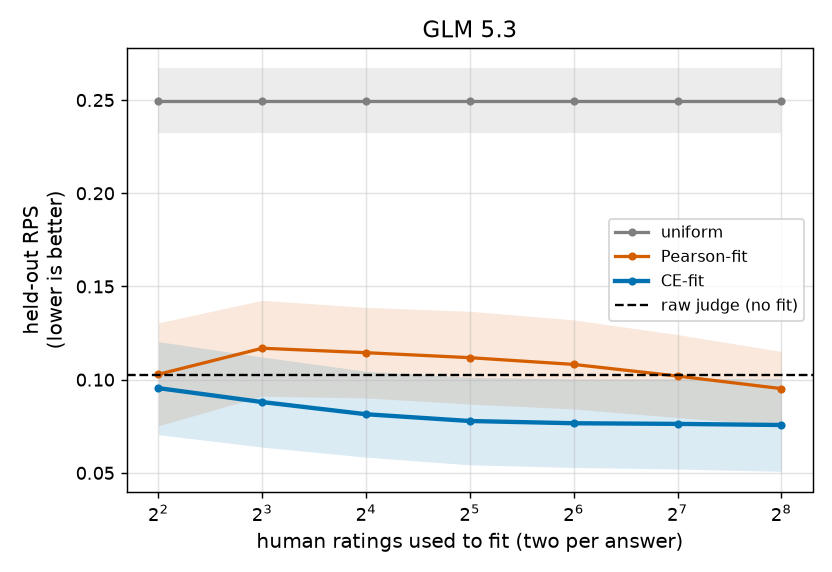 GLM 5.3
held-out RPS
(lower is better)
0.25
0.20
0.15
0.10
0.05
uniform
Pearson-fit
CE-fit
raw judge (no fit)
2² 2³ 2⁴ 2⁵ 2⁶ 2⁷ 2⁸
human ratings used to fit (two per answer)